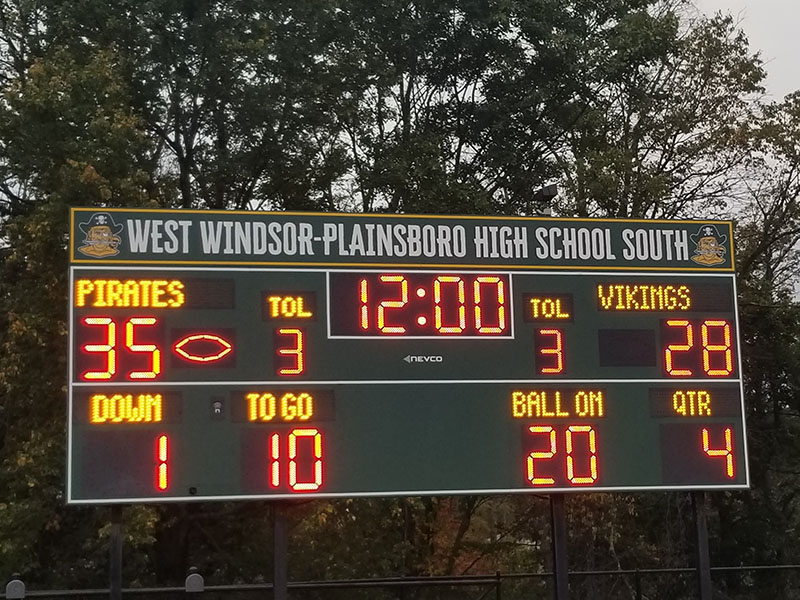 WEST WINDSOR-PLAINSBORO HIGH SCHOOL SOUTH
PIRATES TOL 12:00 TOL VIKINGS
35 3 3 28
NEVCO
DOWN TO GO BALL ON QTR
1 10 20 4